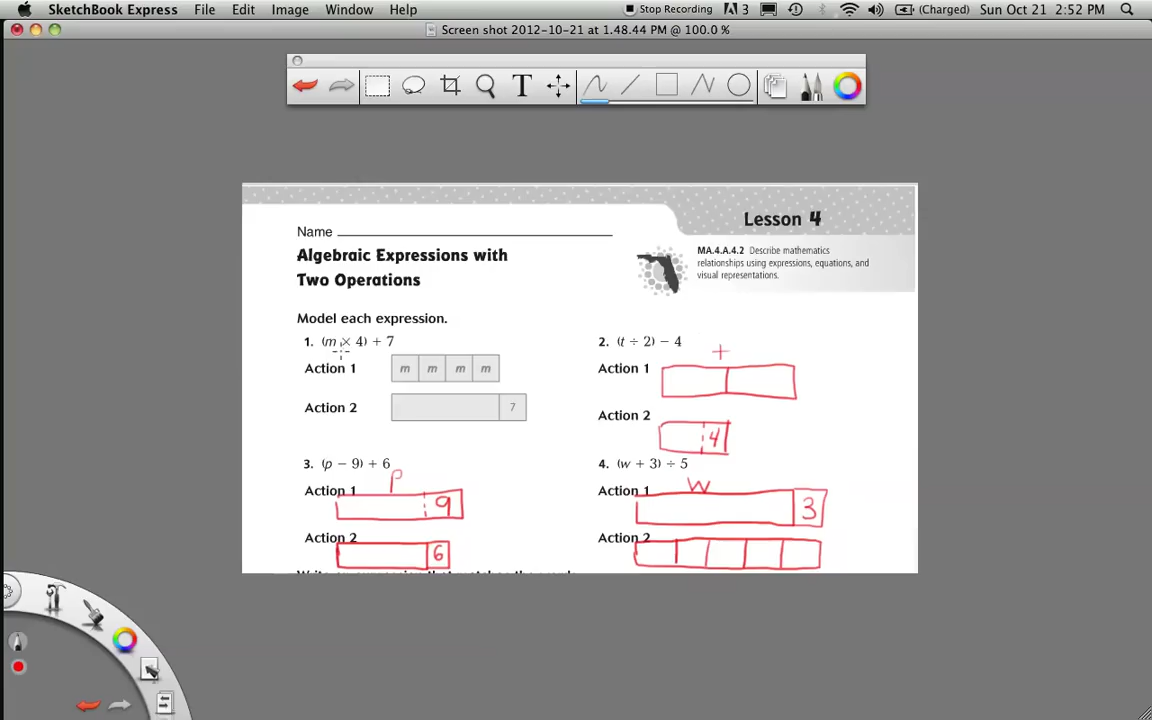 SketchBook Express File Edit Image Window Help Stop Recording 3 (Charged) Sun Oct 21 2:52 PM
Screen shot 2012-10-21 at 1.48.44 PM @ 100.0 %
T
Lesson 4
Name
MA.4.A.4.2 Describe mathematics
relationships using expressions, equations, and
visual representations.
Algebraic Expressions with
Two Operations
Model each expression.
1. (m × 4) + 7
Action 1 m m m m
Action 2 7
2. (t ÷ 2) − 4
t
Action 1
Action 2
4
3. (p − 9) + 6
P
Action 1
9
Action 2
6
4. (w + 3) ÷ 5
W
Action 1
3
Action 2